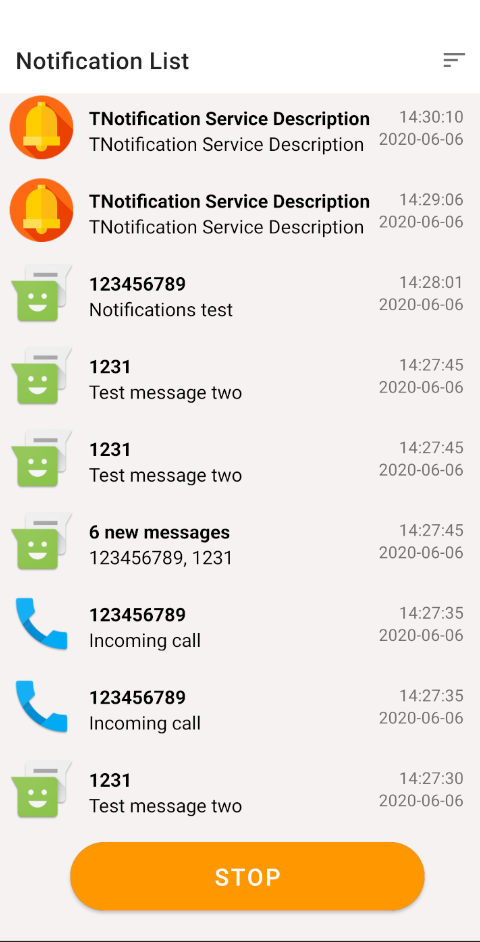 Notification List
TNotification Service Description
14:30:10
TNotification Service Description
2020-06-06
TNotification Service Description
14:29:06
TNotification Service Description
2020-06-06
123456789
14:28:01
Notifications test
2020-06-06
1231
14:27:45
Test message two
2020-06-06
1231
14:27:45
Test message two
2020-06-06
6 new messages
14:27:45
123456789, 1231
2020-06-06
123456789
14:27:35
Incoming call
2020-06-06
123456789
14:27:35
Incoming call
2020-06-06
1231
14:27:30
Test message two
2020-06-06
STOP